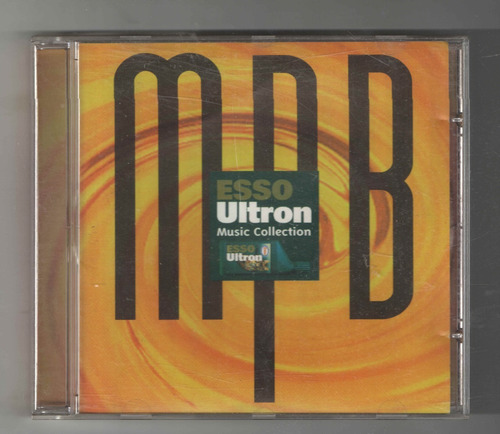 MPB
ESSO
Ultron
Music Collection
ESSO
Ultron